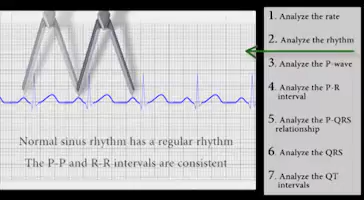 1. Analyze the rate
2. Analyze the rhythm
3. Analyze the P-wave
4. Analyze the P-R
interval
5. Analyze the P-QRS
relationship
6. Analyze the QRS
7. Analyze the QT
intervals
Normal sinus rhythm has a regular rhythm
The P-P and R-R intervals are consistent